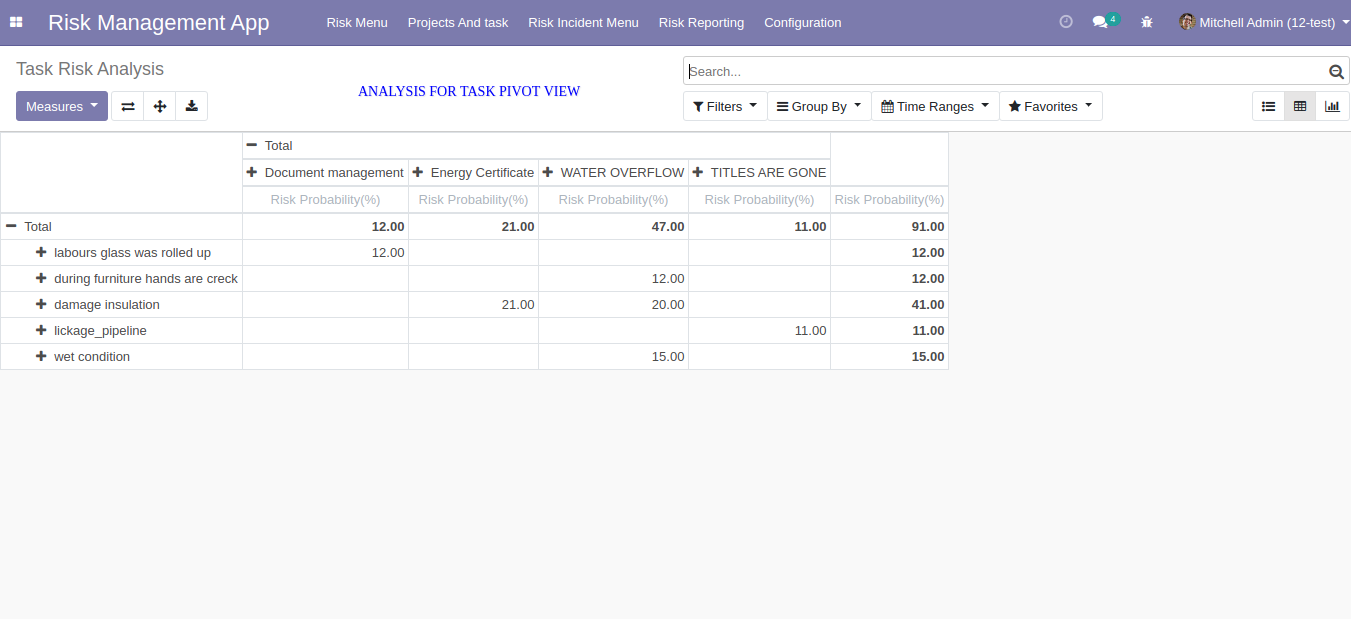 Risk Management App Risk Menu Projects And task Risk Incident Menu Risk Reporting Configuration 4 Mitchell Admin (12-test)
Task Risk Analysis Search...
ANALYSIS FOR TASK PIVOT VIEW
Measures Filters Group By Time Ranges Favorites
Total
Document management Energy Certificate WATER OVERFLOW TITLES ARE GONE
Risk Probability(%) Risk Probability(%) Risk Probability(%) Risk Probability(%) Risk Probability(%)
Total 12.00 21.00 47.00 11.00 91.00
labours glass was rolled up 12.00 12.00
during furniture hands are creck 12.00 12.00
damage insulation 21.00 20.00 41.00
lickage_pipeline 11.00 11.00
wet condition 15.00 15.00